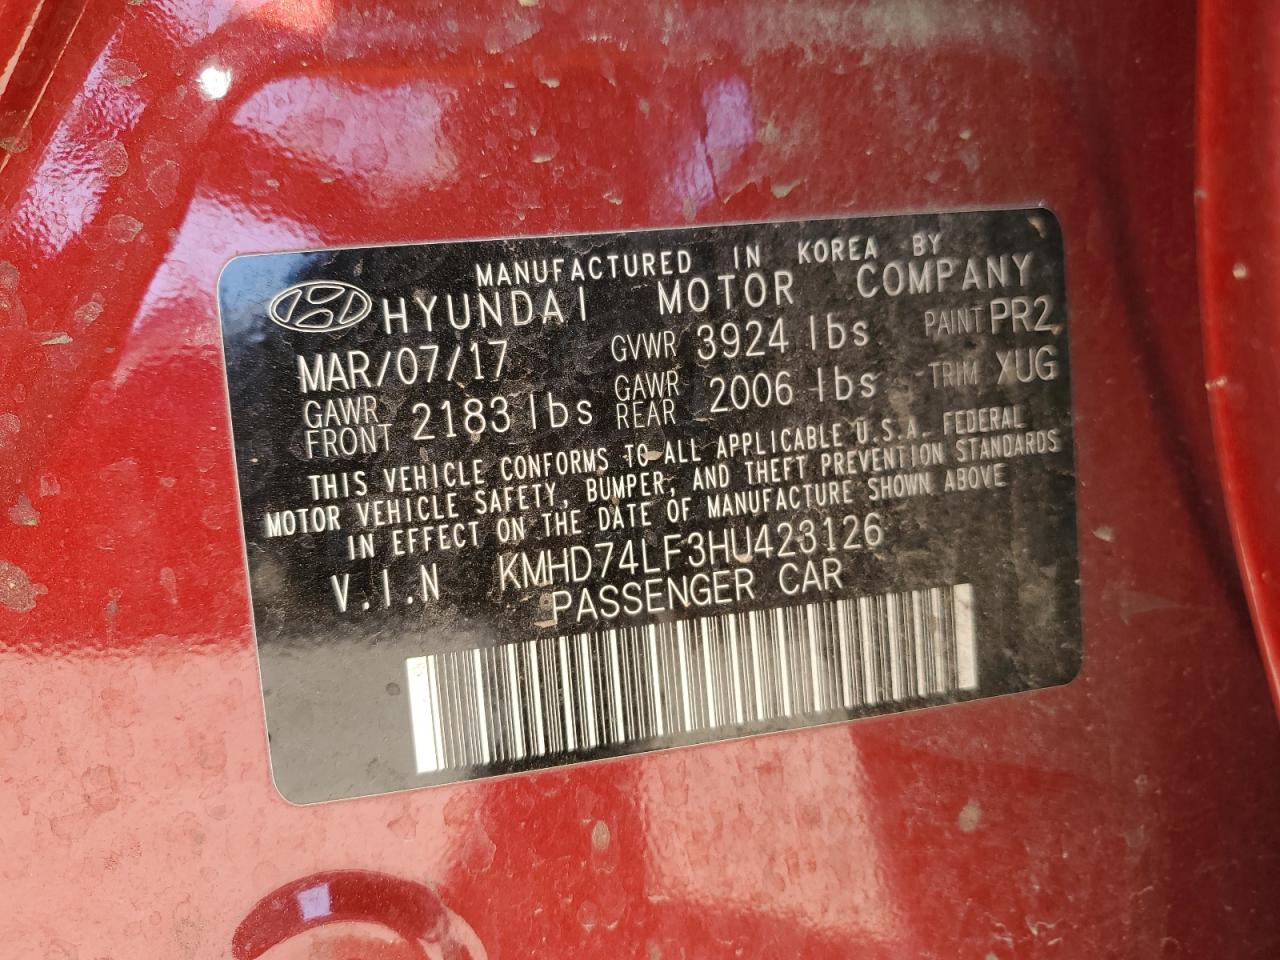 MANUFACTURED IN KOREA BY
HYUNDAI MOTOR COMPANY
MAR/07/17 GVWR 3924 lbs PAINT PR2
GAWR FRONT 2183 lbs GAWR REAR 2006 lbs TRIM XUG
THIS VEHICLE CONFORMS TO ALL APPLICABLE U.S.A. FEDERAL
MOTOR VEHICLE SAFETY, BUMPER, AND THEFT PREVENTION STANDARDS
IN EFFECT ON THE DATE OF MANUFACTURE SHOWN ABOVE
V.I.N KMHD74LF3HU423126
PASSENGER CAR